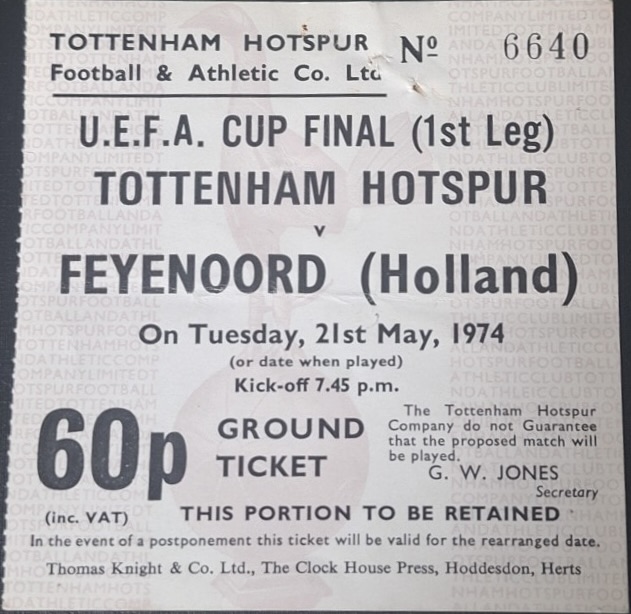 TOTTENHAM HOTSPUR
Football & Athletic Co. Ltd
Nº 6640
U.E.F.A. CUP FINAL (1st Leg)
TOTTENHAM HOTSPUR
v
FEYENOORD (Holland)
On Tuesday, 21st May, 1974
(or date when played)
Kick-off 7.45 p.m.
60p
(inc. VAT)
GROUND
TICKET
The Tottenham Hotspur
Company do not Guarantee
that the proposed match will
be played.
G. W. JONES
Secretary
THIS PORTION TO BE RETAINED
In the event of a postponement this ticket will be valid for the rearranged date.
Thomas Knight & Co. Ltd., The Clock House Press, Hoddesdon, Herts